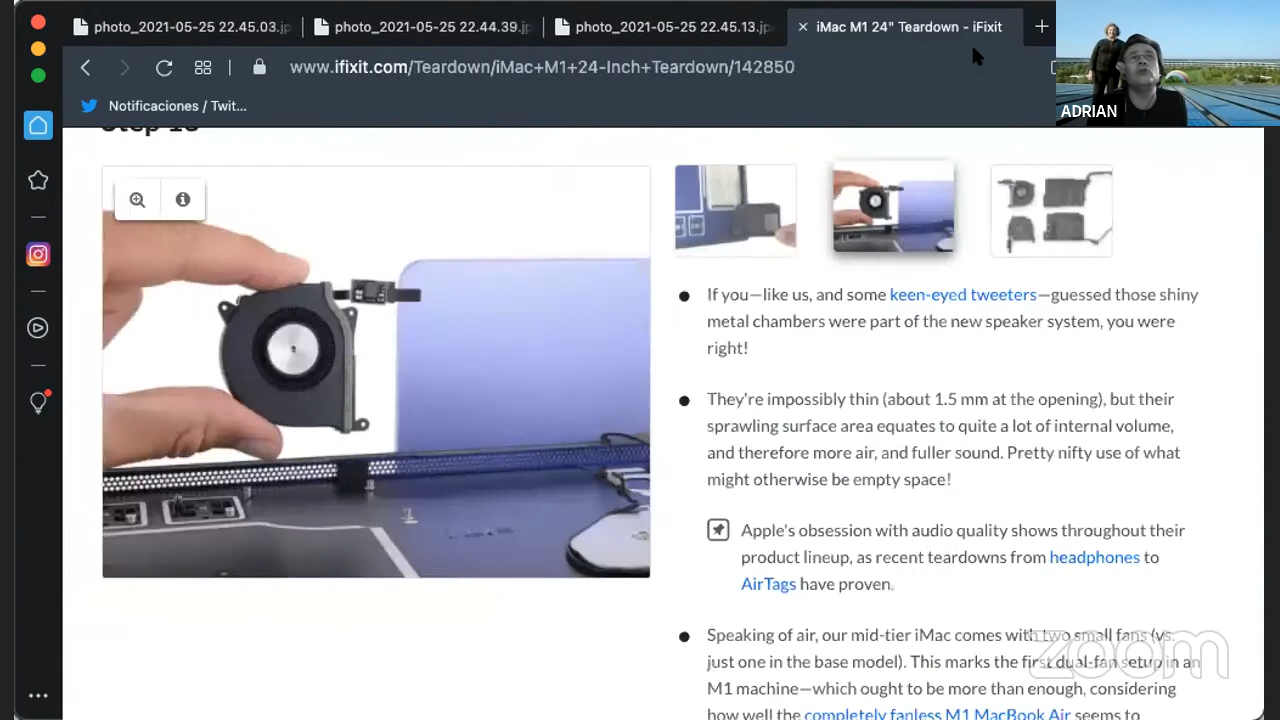 photo_2021-05-25 22.45.03.jp
photo_2021-05-25 22.44.39.jp
photo_2021-05-25 22.45.13.jp
iMac M1 24" Teardown - iFixit
www.ifixit.com/Teardown/iMac+M1+24-Inch+Teardown/142850
Notificaciones / Twit...
ADRIAN
If you—like us, and some keen-eyed tweeters—guessed those shiny
metal chambers were part of the new speaker system, you were
right!
They're impossibly thin (about 1.5 mm at the opening), but their
sprawling surface area equates to quite a lot of internal volume,
and therefore more air, and fuller sound. Pretty nifty use of what
might otherwise be empty space!
Apple's obsession with audio quality shows throughout their
product lineup, as recent teardowns from headphones to
AirTags have proven.
Speaking of air, our mid-tier iMac comes with two small fans (vs.
just one in the base model). This marks the first dual-fan setup in an
M1 machine—which ought to be more than enough, considering
how well the completely fanless M1 MacBook Air seems to
zoom